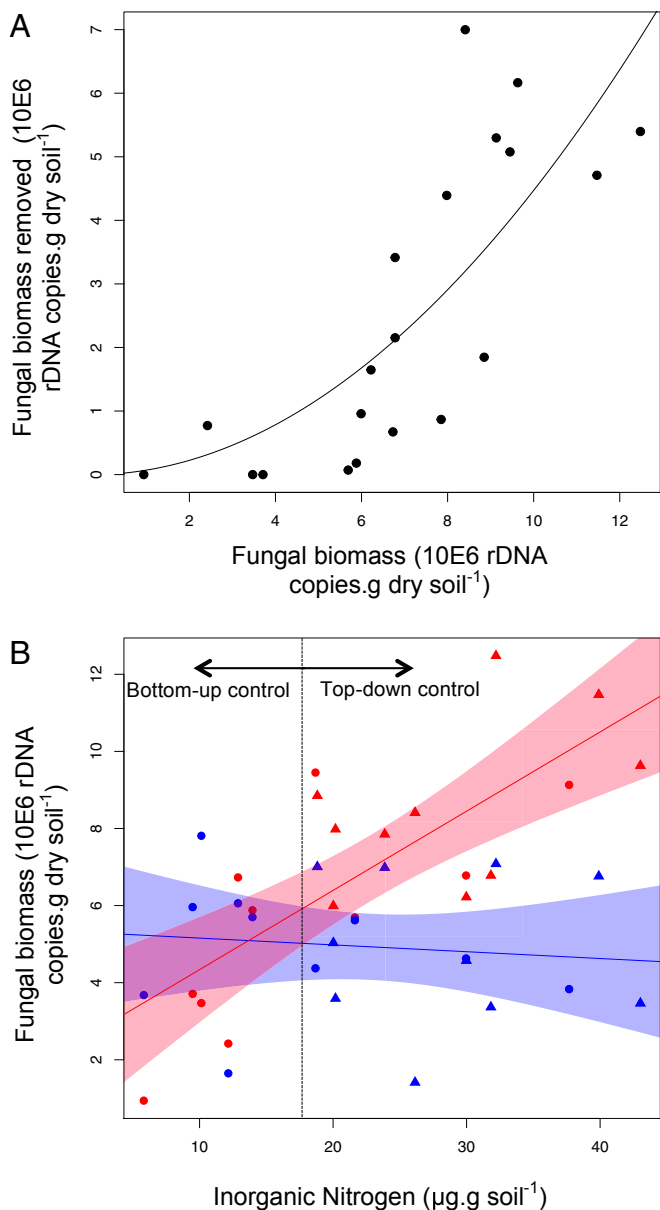 A
Fungal biomass removed (10E6
rDNA copies.g dry soil⁻¹)
7
6
5
4
3
2
1
0
2 4 6 8 10 12
Fungal biomass (10E6 rDNA
copies.g dry soil⁻¹)
B
Bottom-up control Top-down control
Fungal biomass (10E6 rDNA
copies.g dry soil⁻¹)
12
10
8
6
4
2
10 20 30 40
Inorganic Nitrogen (µg.g soil⁻¹)